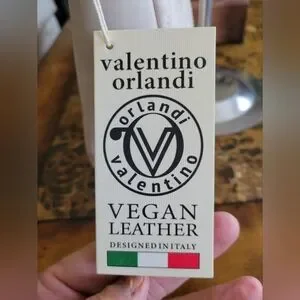 valentino
orlandi
orlandi
V
valentino
VEGAN
LEATHER
DESIGNED IN ITALY